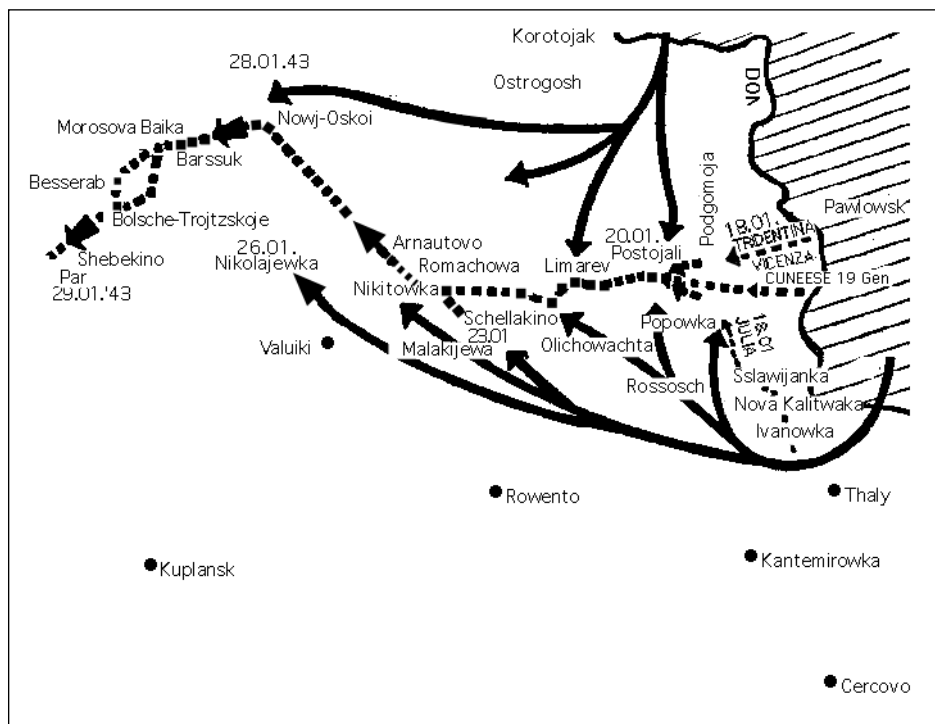 Korotojak
28.01.43
Ostrogosh
DON
Nowj-Oskoi
Morosova Baika
Barssuk
Besserab
Podgornoja
Pawlowsk
Bolsche-Trojtzskoje
18.01.
TRIDENTINA
20.01.
Postojali
Arnautovo
26.01.
Nikolajewka
Romachowa
Limarev
VICENZA
Shebekino
Par
29.01.'43
CUNEESE 19 Gen
Nikitowka
Schellakino
23.01
Popowka
18.01
JULIA
Valuiki
Malakijewa
Olichowachta
Rossosch
Sslawijanka
Nova Kalitwaka
Ivanowka
Rowento
Thaly
Kuplansk
Kantemirowka
Cercovo